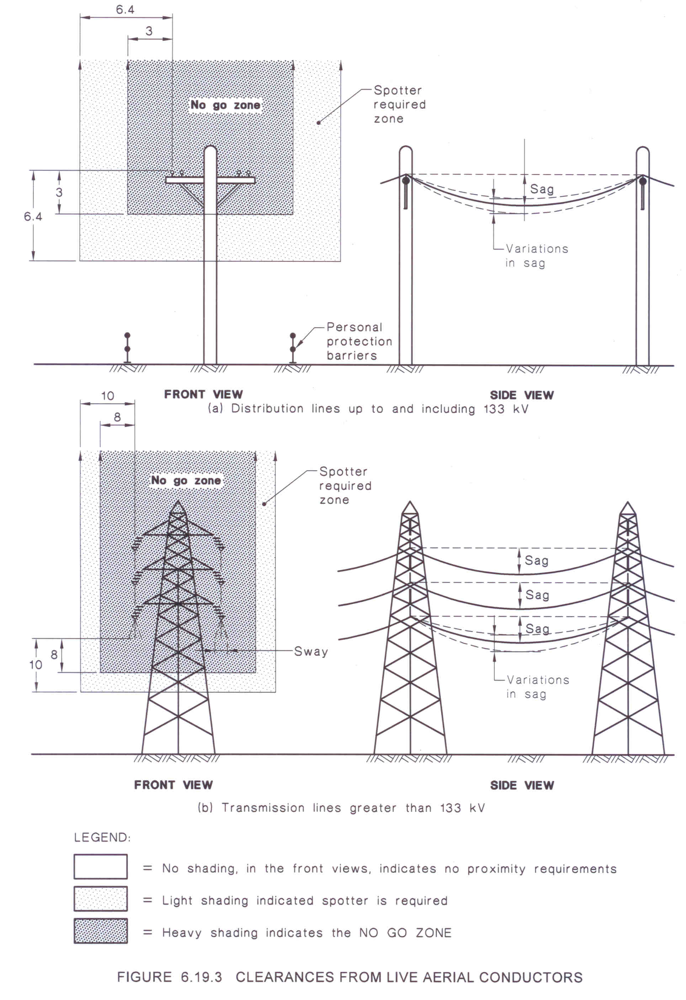 6.4
3
No go zone
Spotter
required
zone
3
6.4
Sag
Variations
in sag
Personal
protection
barriers
FRONT VIEW
SIDE VIEW
(a) Distribution lines up to and including 133 kV
10
8
No go zone
Spotter
required
zone
Sag
Sag
Sag
8
10
Sway
Variations
in sag
FRONT VIEW
SIDE VIEW
(b) Transmission lines greater than 133 kV
LEGEND:
= No shading, in the front views, indicates no proximity requirements
= Light shading indicated spotter is required
= Heavy shading indicates the NO GO ZONE
FIGURE 6.19.3 CLEARANCES FROM LIVE AERIAL CONDUCTORS